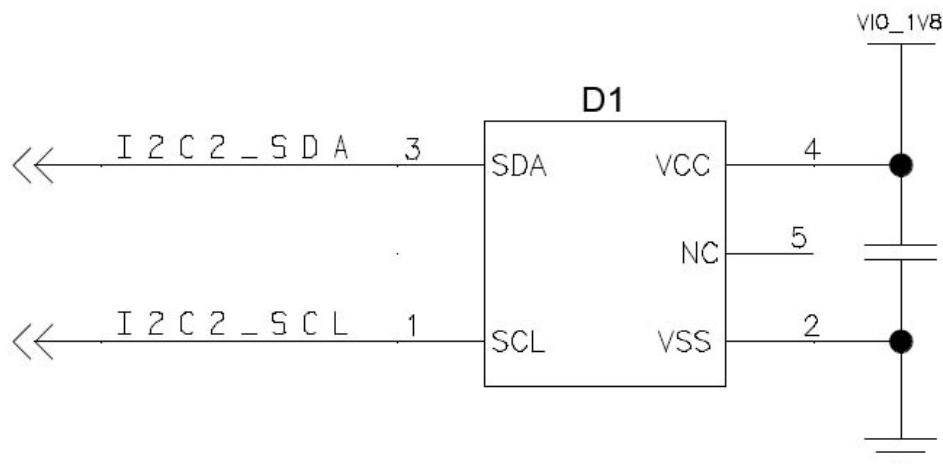 VIO_1V8
D1
I2C2_SDA 3 SDA VCC 4
NC 5
I2C2_SCL 1 SCL VSS 2